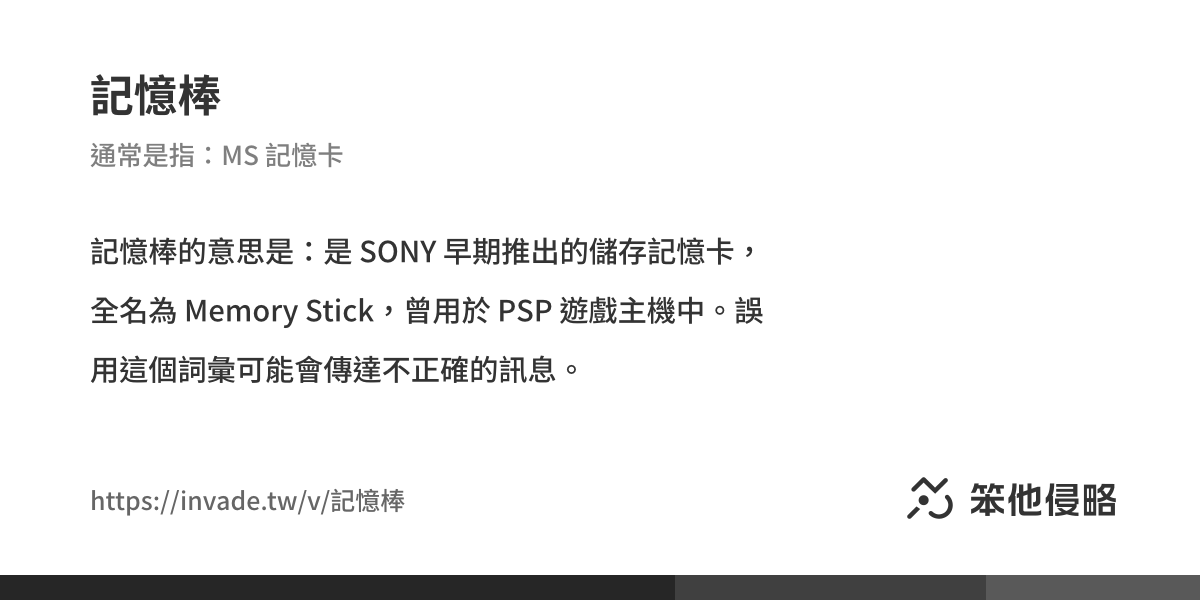 記憶棒
通常是指：MS 記憶卡
記憶棒的意思是：是 SONY 早期推出的儲存記憶卡，
全名為 Memory Stick，曾用於 PSP 遊戲主機中。誤
用這個詞彙可能會傳達不正確的訊息。
https://invade.tw/v/記憶棒
笨他侵略